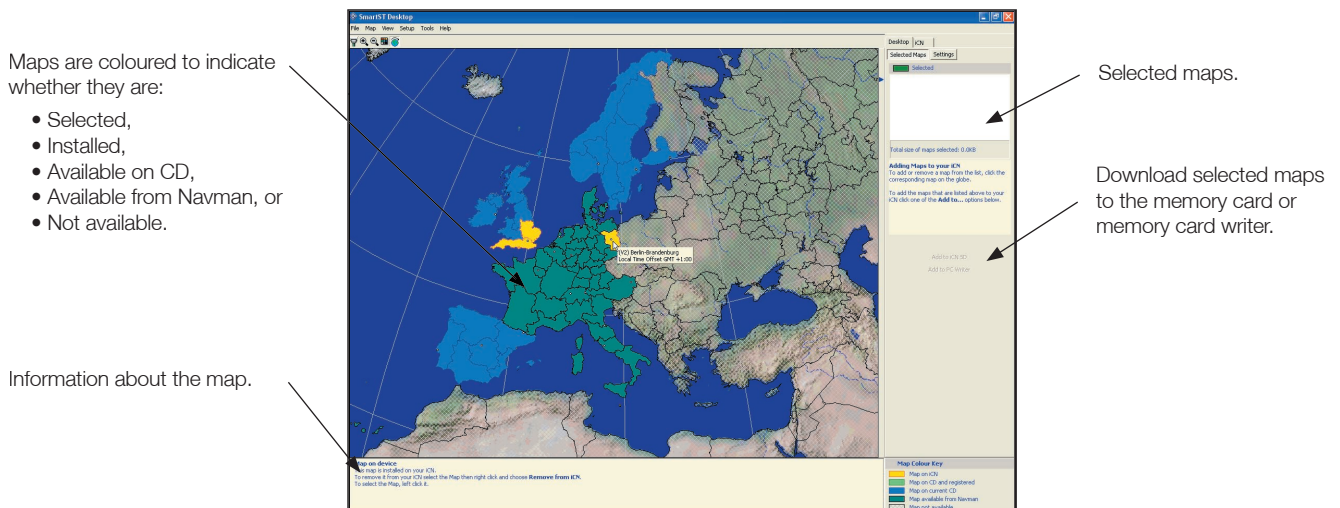 SmartST Desktop
File Map View Setup Tools Help
Maps are coloured to indicate
whether they are:
• Selected,
• Installed,
• Available on CD,
• Available from Navman, or
• Not available.
Information about the map.
(V2) Berlin-Brandenburg
Local Time Offset GMT +1:00
Desktop iCN
Selected Maps Settings
Selected
Total size of maps selected: 0.0KB
Adding Maps to your iCN
To add or remove a map from the list, click the
corresponding map on the globe.
To add the maps that are listed above to your
iCN click one of the Add to... options below.
Add to iCN SD
Add to PC Writer
Selected maps.
Download selected maps
to the memory card or
memory card writer.
Map on device
This map is installed on your iCN.
To remove it from your iCN select the Map then right click and choose Remove from iCN.
To select the Map, left click it.
Map Colour Key
Map on iCN
Map on CD and registered
Map on current CD
Map available from Navman
Map not available